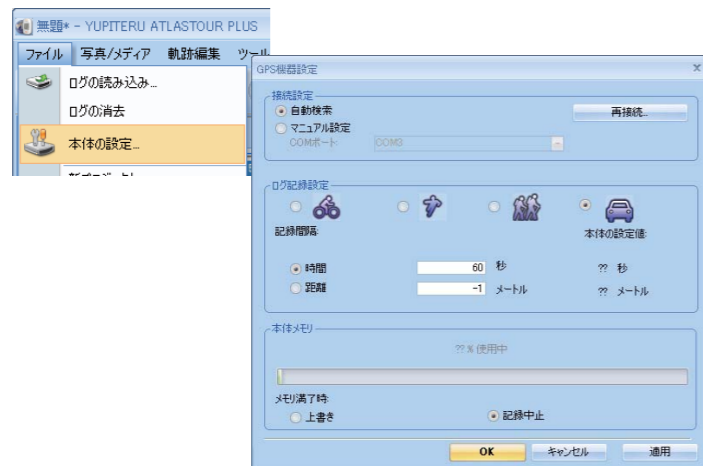 無題* - YUPITERU ATLASTOUR PLUS
ファイル 写真/メディア 軌跡編集 ツール
ログの読み込み...
ログの消去
本体の設定...
GPS機器設定 x
接続設定
自動検索
再接続...
マニュアル設定
COMポート: COM3
ログ記録設定
記録間隔: 本体の設定値:
時間 60 秒 ?? 秒
距離 -1 メートル ?? メートル
本体メモリ
?? % 使用中
メモリ満了時:
上書き 記録中止
OK キャンセル 適用